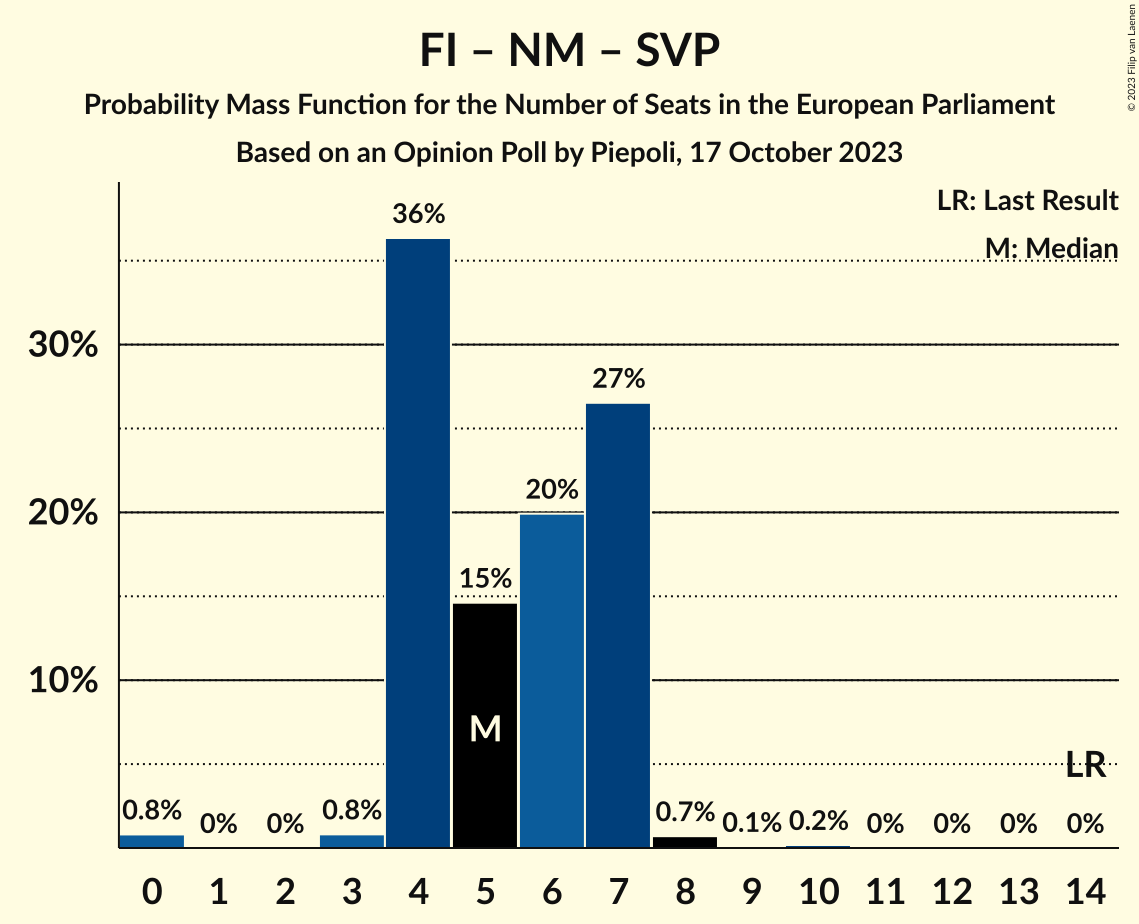 FI – NM – SVP
Probability Mass Function for the Number of Seats in the European Parliament
Based on an Opinion Poll by Piepoli, 17 October 2023
© 2023 Filip van Laenen
LR: Last Result
M: Median
36%
30%
27%
20%
20%
15%
10%
M
LR
0.8% 0% 0% 0.8% 0.7% 0.1% 0.2% 0% 0% 0% 0%
0 1 2 3 4 5 6 7 8 9 10 11 12 13 14